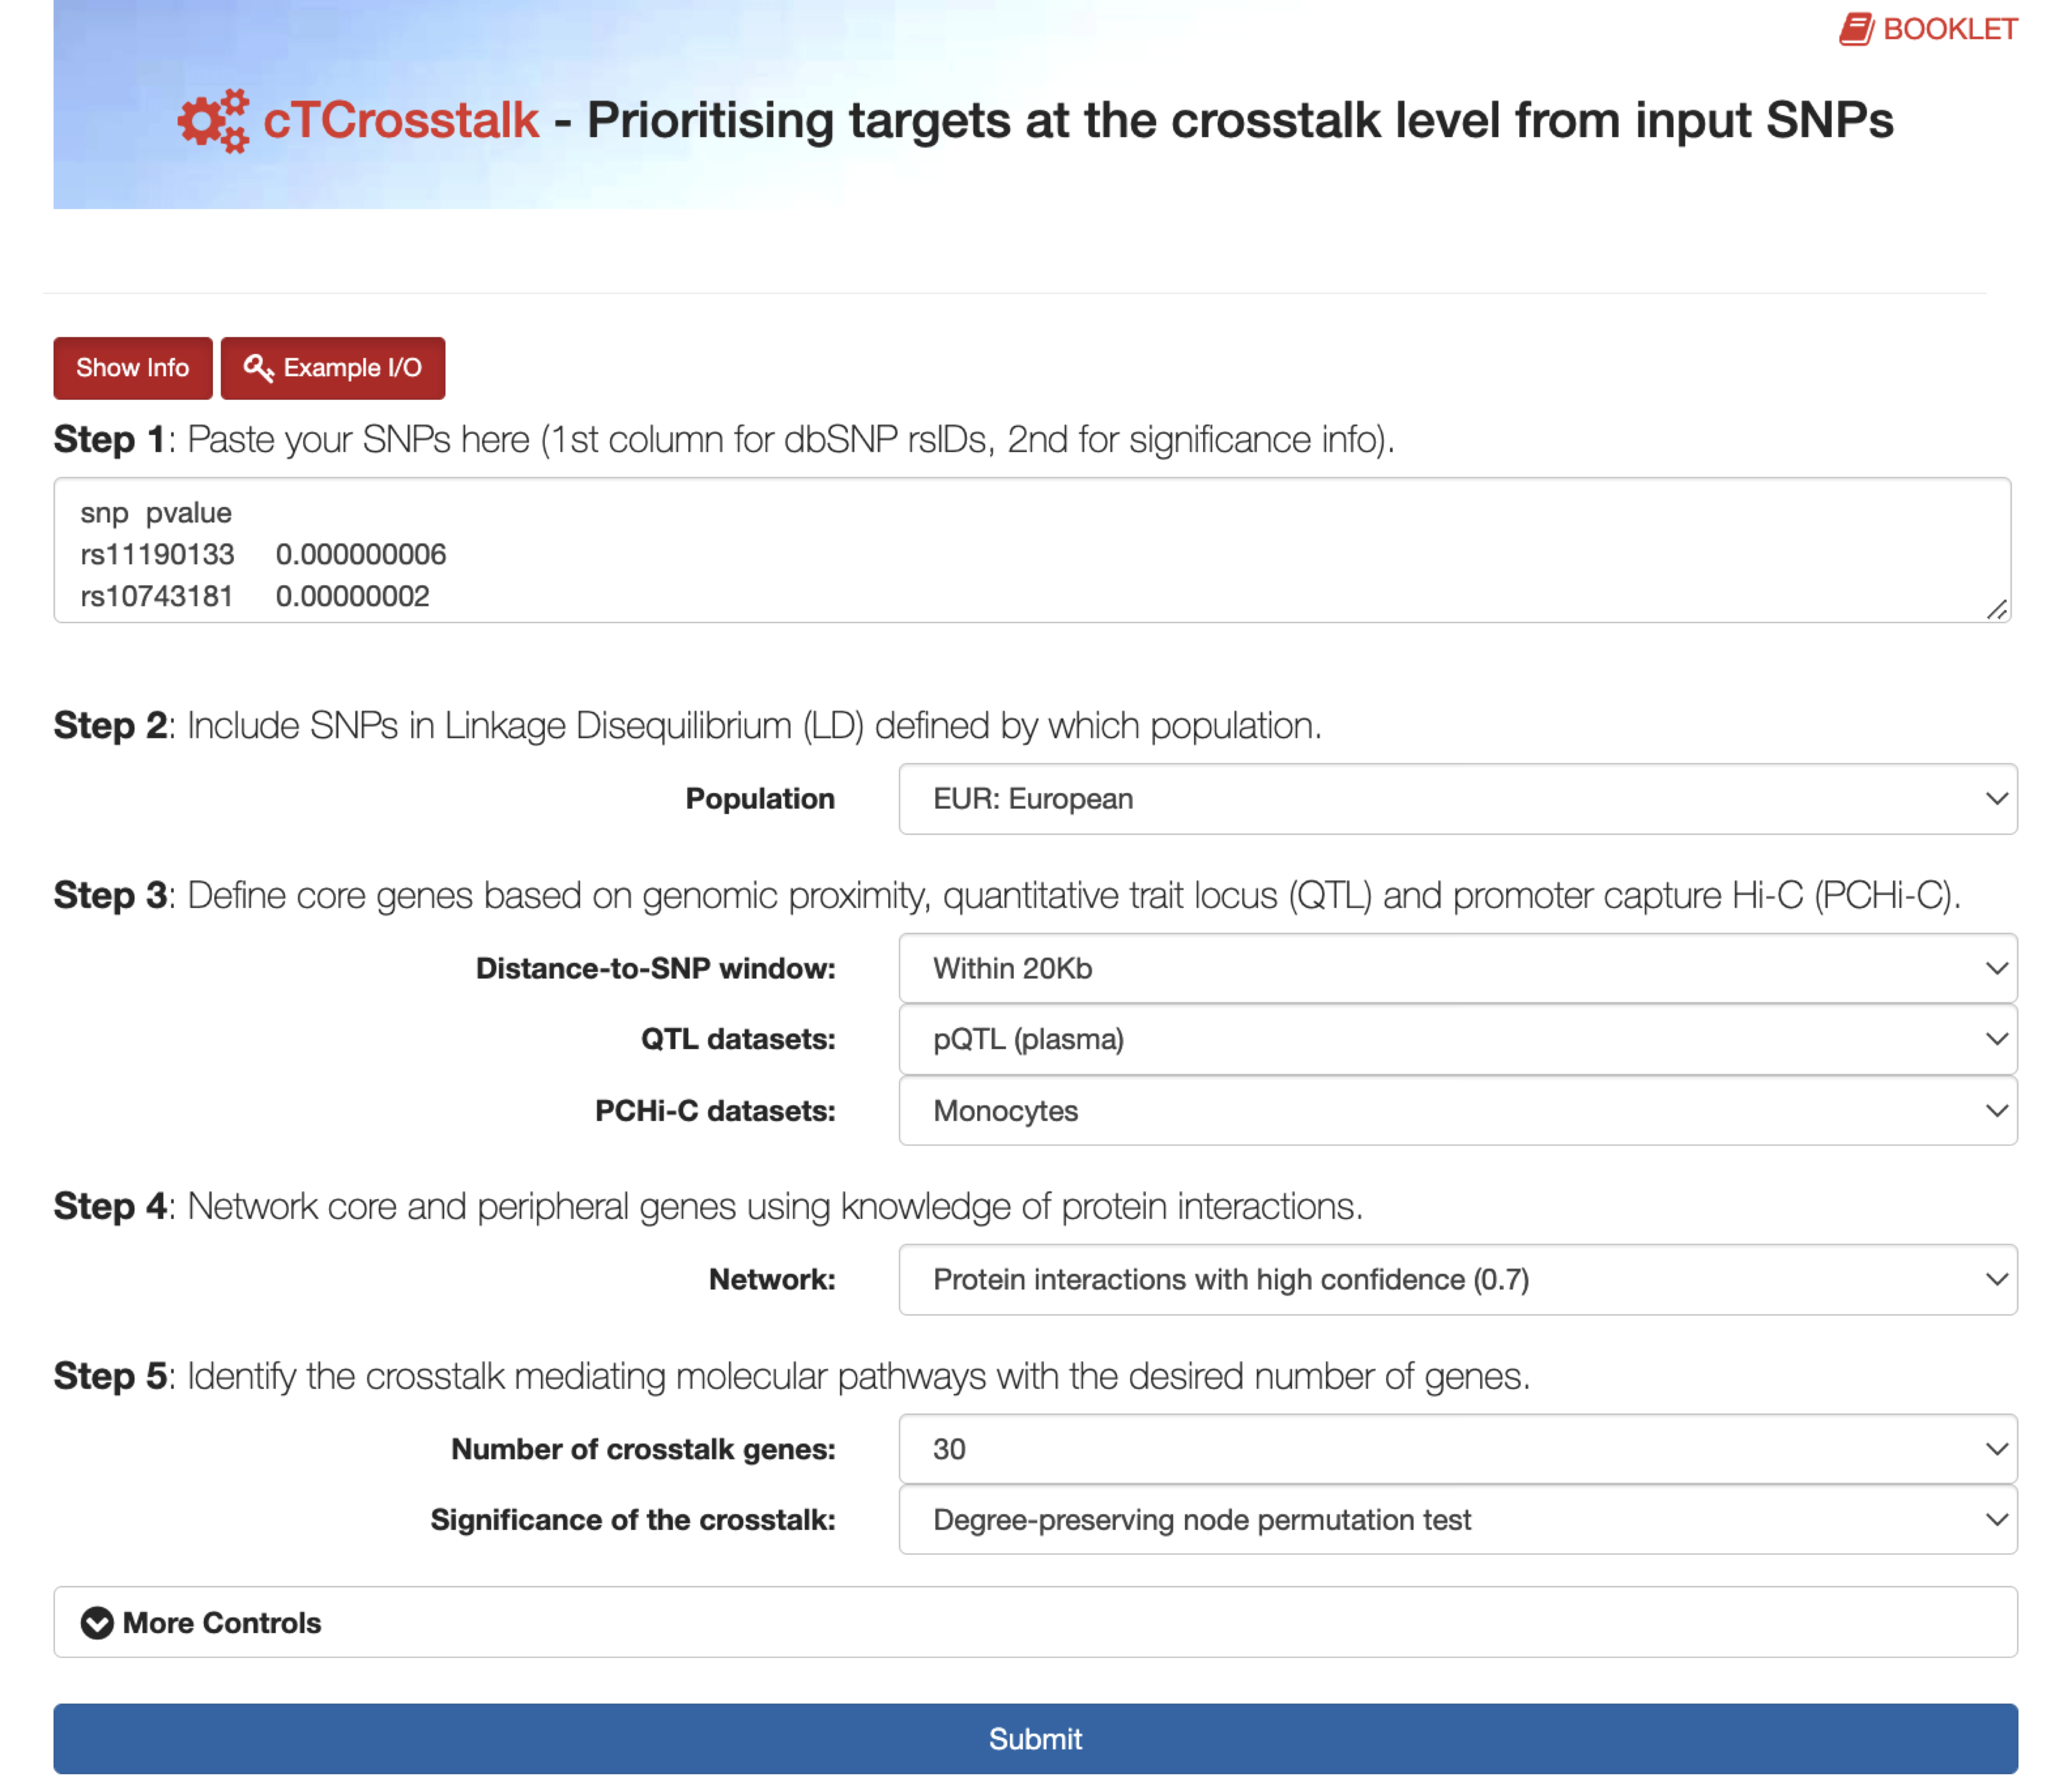 BOOKLET
cTCrosstalk - Prioritising targets at the crosstalk level from input SNPs
Show Info
Example I/O
Step 1: Paste your SNPs here (1st column for dbSNP rsIDs, 2nd for significance info).
snp pvalue
rs11190133 0.000000006
rs10743181 0.00000002
Step 2: Include SNPs in Linkage Disequilibrium (LD) defined by which population.
Population EUR: European
Step 3: Define core genes based on genomic proximity, quantitative trait locus (QTL) and promoter capture Hi-C (PCHi-C).
Distance-to-SNP window: Within 20Kb
QTL datasets: pQTL (plasma)
PCHi-C datasets: Monocytes
Step 4: Network core and peripheral genes using knowledge of protein interactions.
Network: Protein interactions with high confidence (0.7)
Step 5: Identify the crosstalk mediating molecular pathways with the desired number of genes.
Number of crosstalk genes: 30
Significance of the crosstalk: Degree-preserving node permutation test
More Controls
Submit